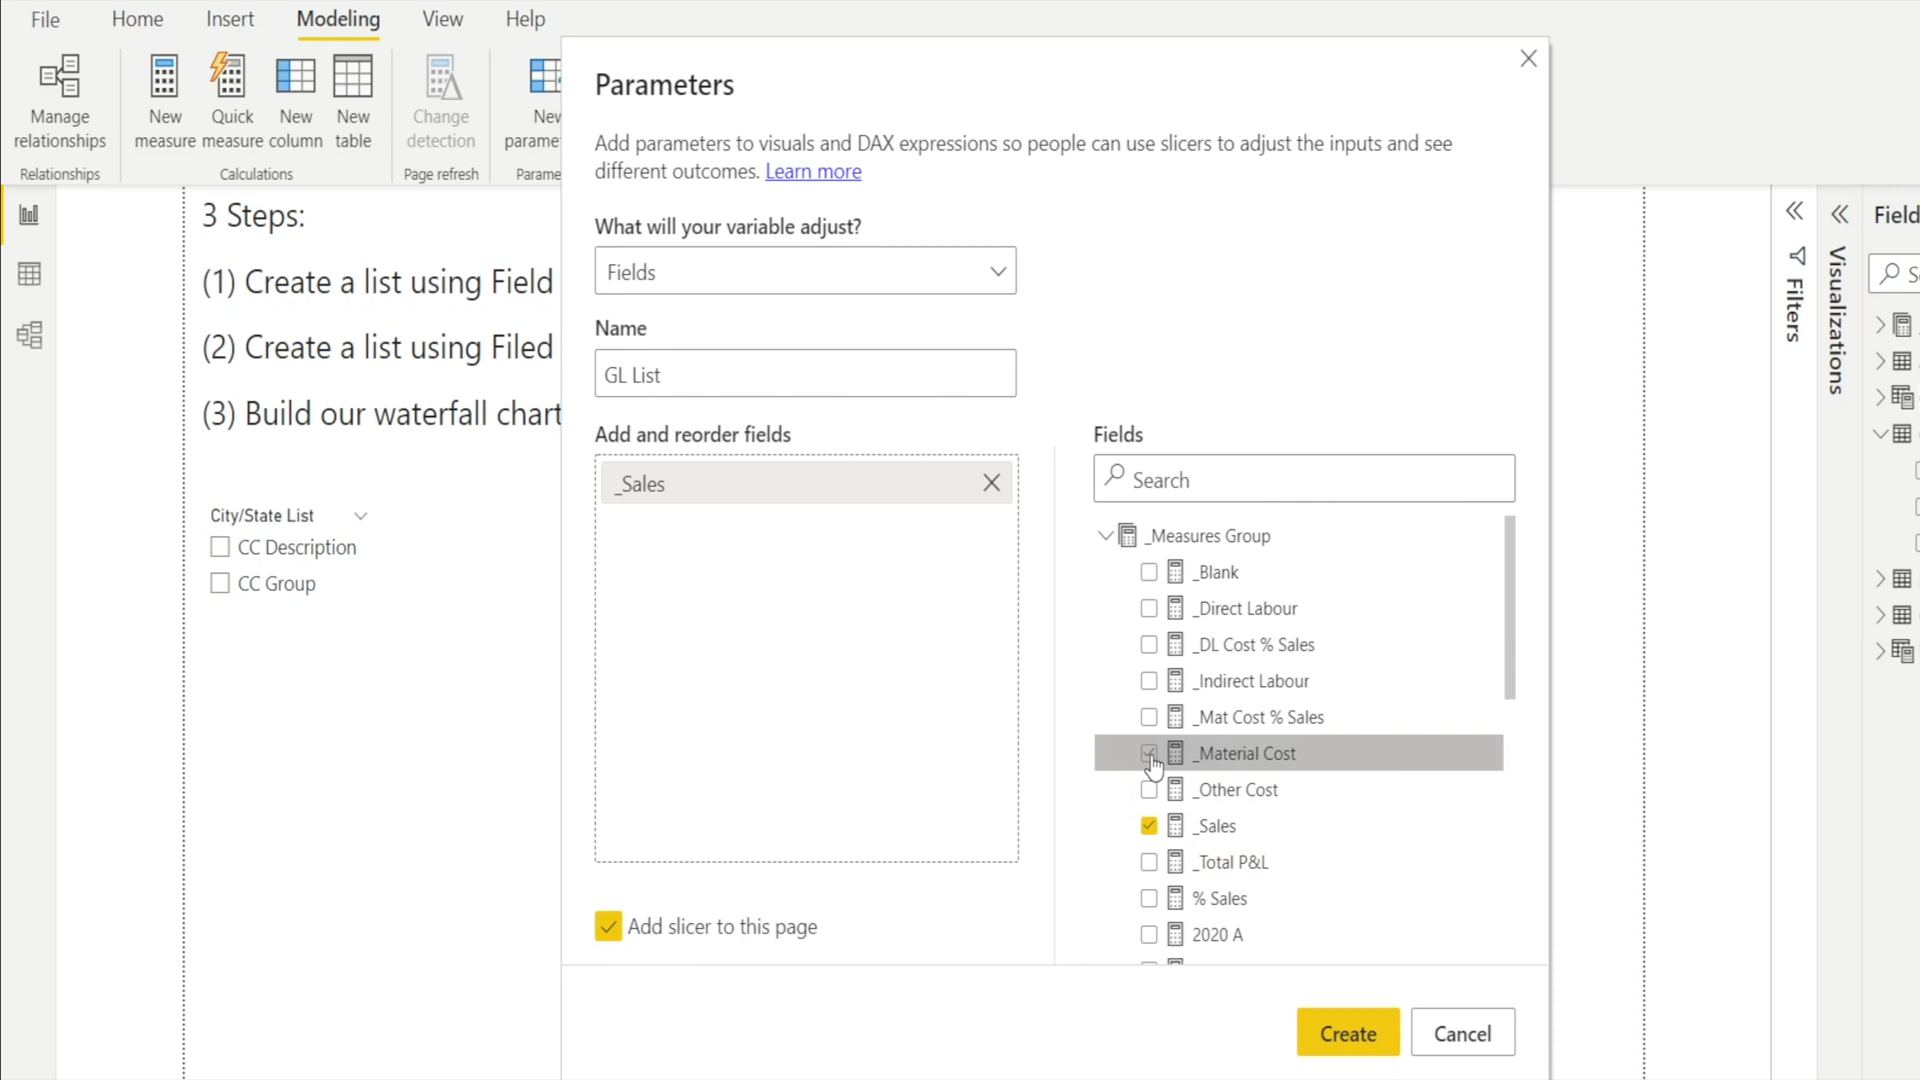 File Home Insert Modeling View Help
Manage relationships
New measure
Quick measure
New column
New table
Change detection
Relationships
Calculations
Page refresh
3 Steps:
(1) Create a list using Field
(2) Create a list using Filed
(3) Build our waterfall chart
City/State List
CC Description
CC Group
Parameters
Add parameters to visuals and DAX expressions so people can use slicers to adjust the inputs and see
different outcomes. Learn more
What will your variable adjust?
Fields
Name
GL List
Add and reorder fields
_Sales
Add slicer to this page
Fields
Search
_Measures Group
_Blank
_Direct Labour
_DL Cost % Sales
_Indirect Labour
_Mat Cost % Sales
_Material Cost
_Other Cost
_Sales
_Total P&L
% Sales
2020 A
Create
Cancel
Filters
Visualizations